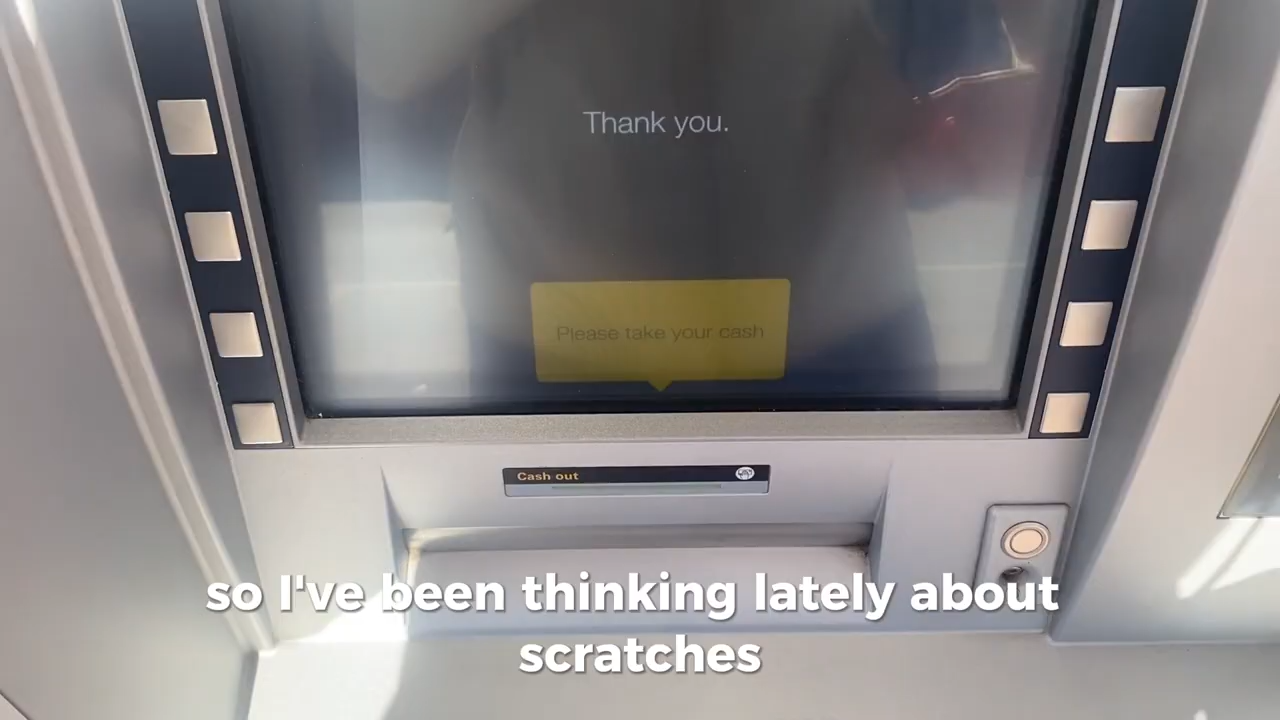 Thank you.
Please take your cash
Cash out
so I've been thinking lately about
scratches